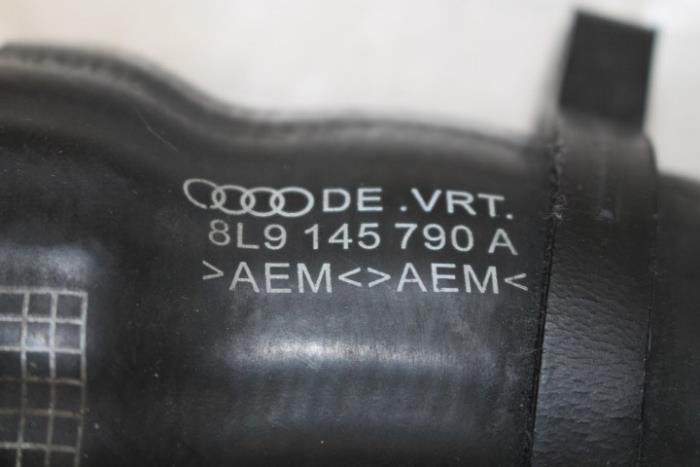 DE .VRT.
8L9 145 790 A
>AEM<>AEM<